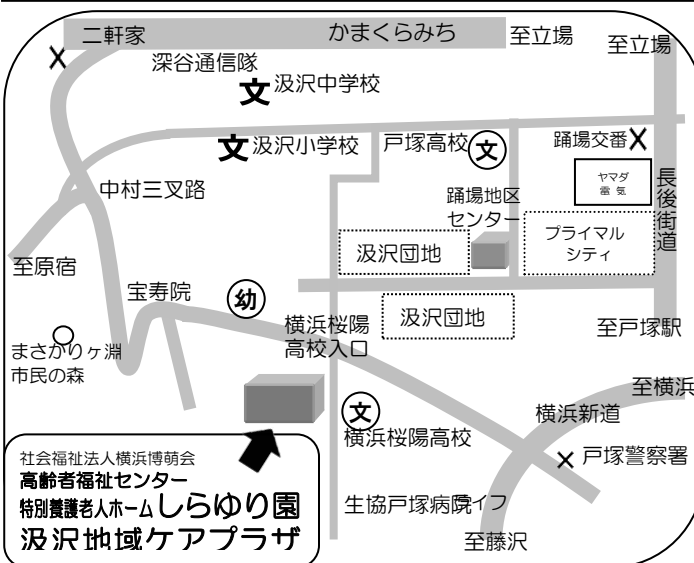 二軒家
かまくらみち
至立場
至立場
深谷通信隊
文 汲沢中学校
文 汲沢小学校
戸塚高校 文
踊場交番
ヤマダ
電気
長後街道
中村三叉路
踊場地区
センター
プライマル
シティ
汲沢団地
至原宿
宝寿院
幼
汲沢団地
横浜桜陽
高校入口
至戸塚駅
まさかりヶ淵
市民の森
至横浜
文
横浜新道
横浜桜陽高校
戸塚警察署
社会福祉法人横浜博萌会
高齢者福祉センター
特別養護老人ホームしらゆり園
汲沢地域ケアプラザ
生協戸塚病院
ライフ
至藤沢